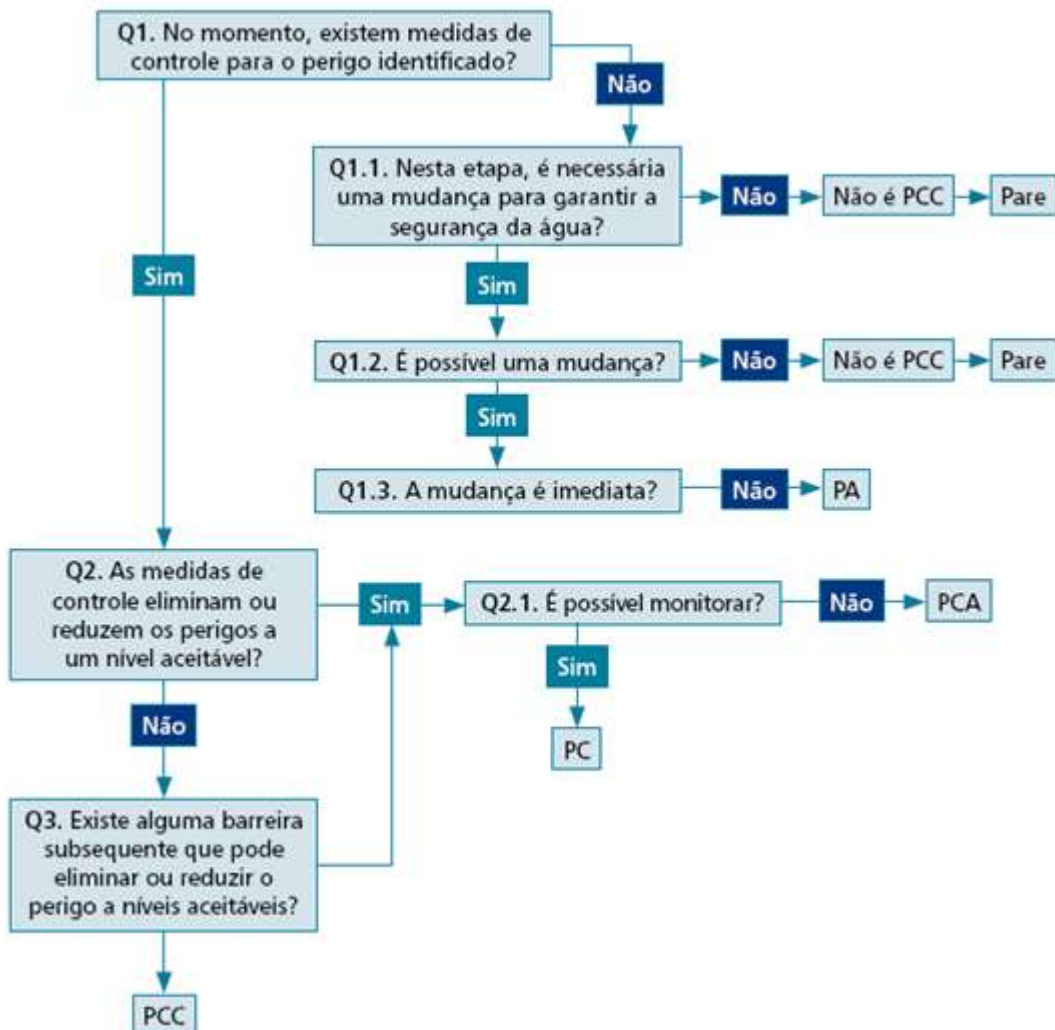 Q1. No momento, existem medidas de
controle para o perigo identificado?
Não
Q1.1. Nesta etapa, é necessária
uma mudança para garantir a
segurança da água?
Não
Não é PCC
Pare
Sim
Sim
Q1.2. É possível uma mudança?
Não
Não é PCC
Pare
Sim
Q1.3. A mudança é imediata?
Não
PA
Q2. As medidas de
controle eliminam ou
reduzem os perigos a
um nível aceitável?
Sim
Q2.1. É possível monitorar?
Não
PCA
Sim
PC
Não
Q3. Existe alguma barreira
subsequente que pode
eliminar ou reduzir o
perigo a níveis aceitáveis?
PCC